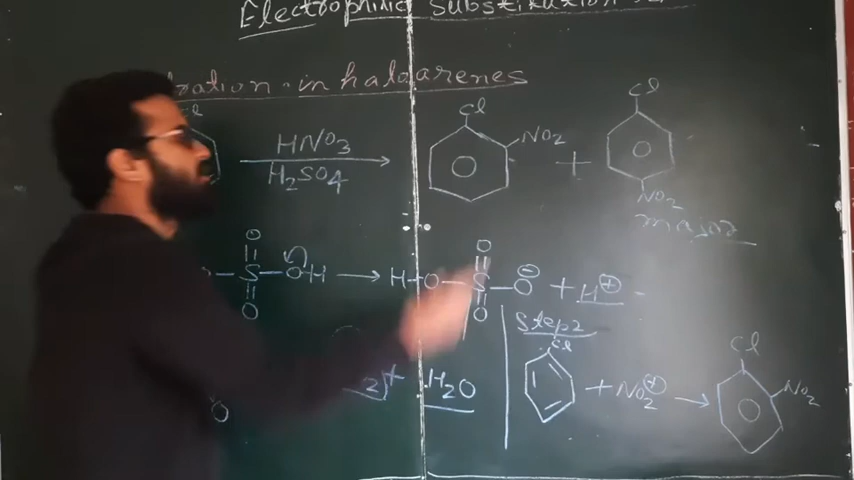 Electrophilic Substitution
ation in haloarenes
Cl HNO3 Cl NO2 + Cl
H2SO4 NO2
major
O O
S - OH → H - O - S - O⊖ + H⊕
O O
Step 2
Cl
H2O + NO2⊕ → Cl NO2
O